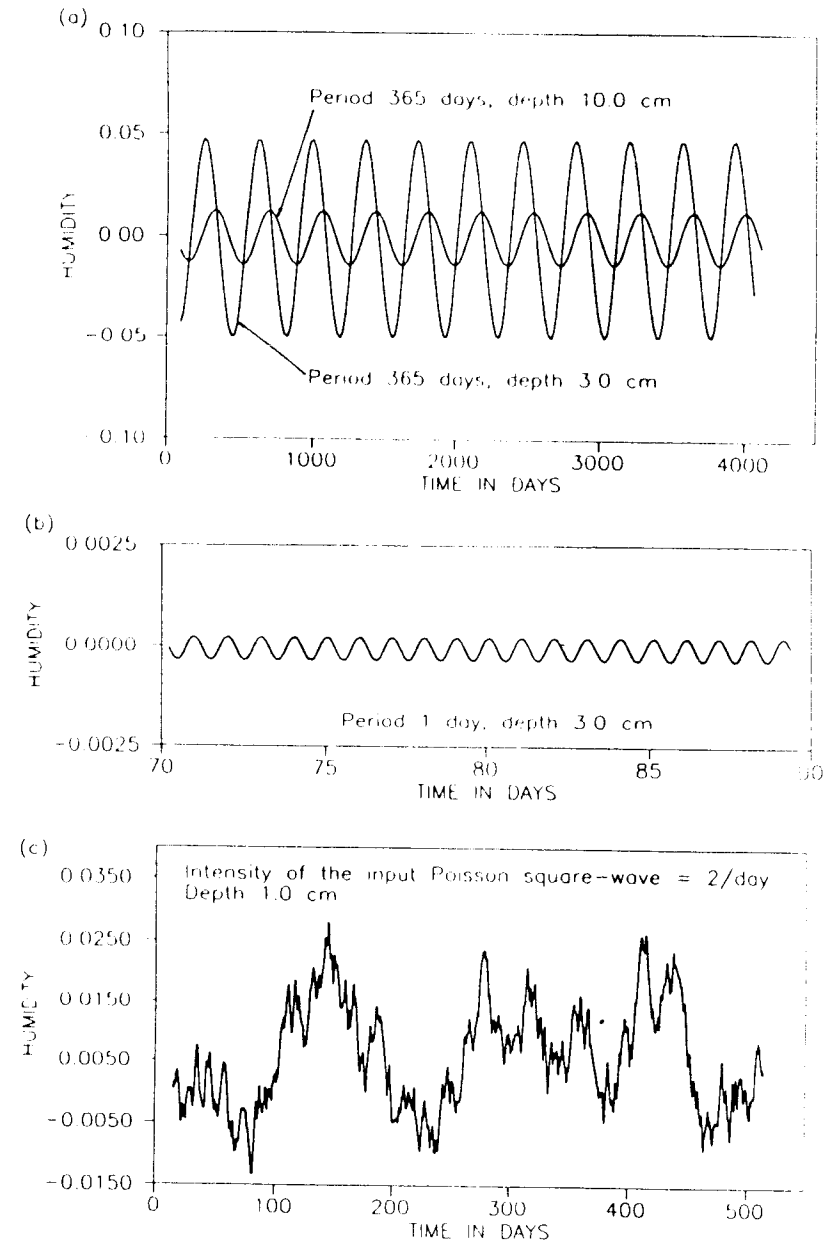 (a)
0.10
Period 365 days, depth 10.0 cm
0.05
0.00
HUMIDITY
-0.05
Period 365 days, depth 3.0 cm
0.10
0 1000 2000 3000 4000
TIME IN DAYS
(b)
0.0025
HUMIDITY
0.0000
Period 1 day, depth 3.0 cm
-0.0025
70 75 80 85 90
TIME IN DAYS
(c)
Intensity of the input Poisson square-wave = 2/day
0.0350
Depth 1.0 cm
0.0250
HUMIDITY
0.0150
0.0050
-0.0050
-0.0150
0 100 200 300 400 500
TIME IN DAYS